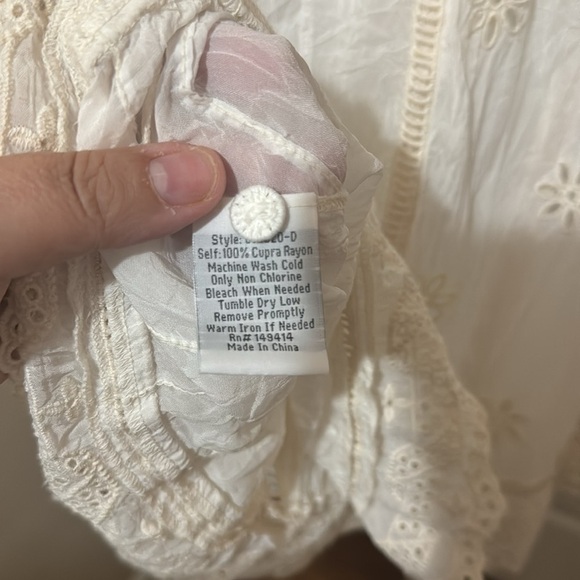 Style:
Self:100% Cupra Rayon
Machine Wash Cold
Only Non Chlorine
Bleach When Needed
Tumble Dry Low
Remove Promptly
Warm Iron If Needed
Rn# 149414
Made In China